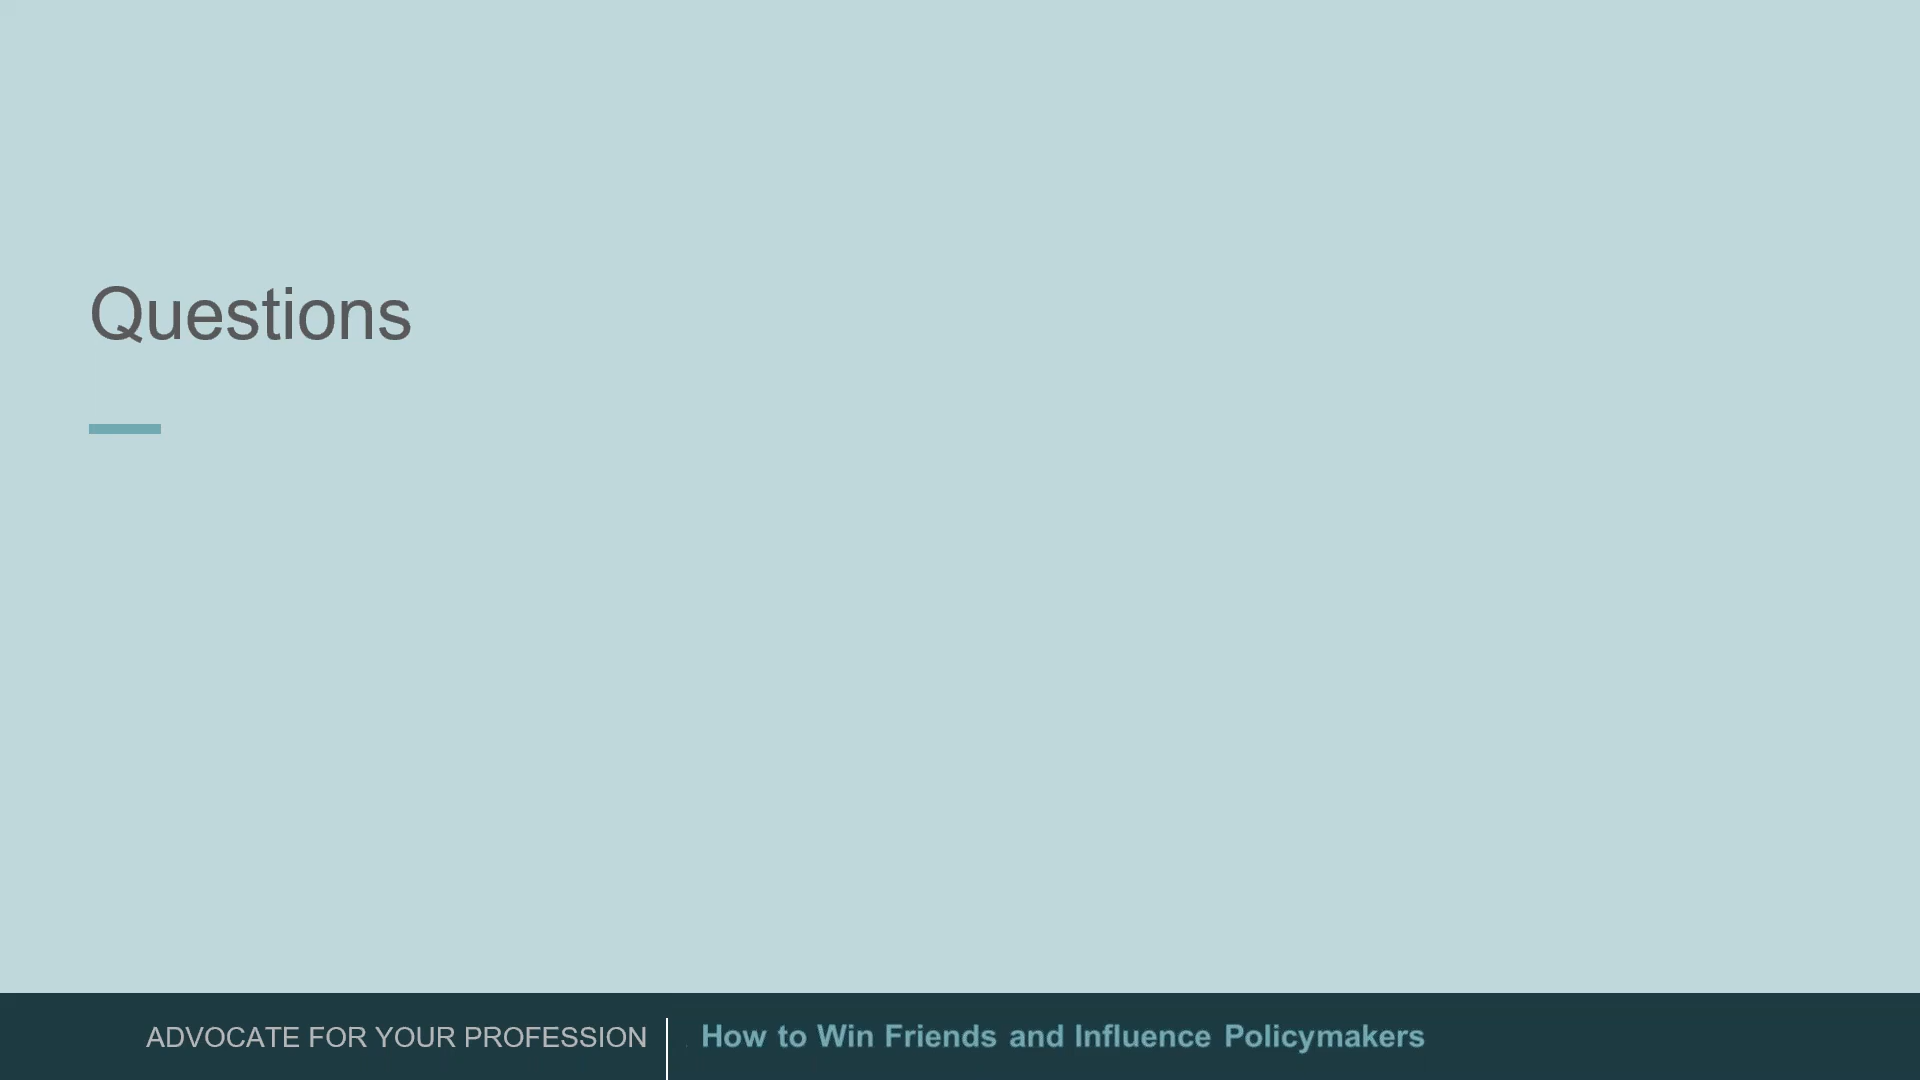 Questions
ADVOCATE FOR YOUR PROFESSION
How to Win Friends and Influence Policymakers